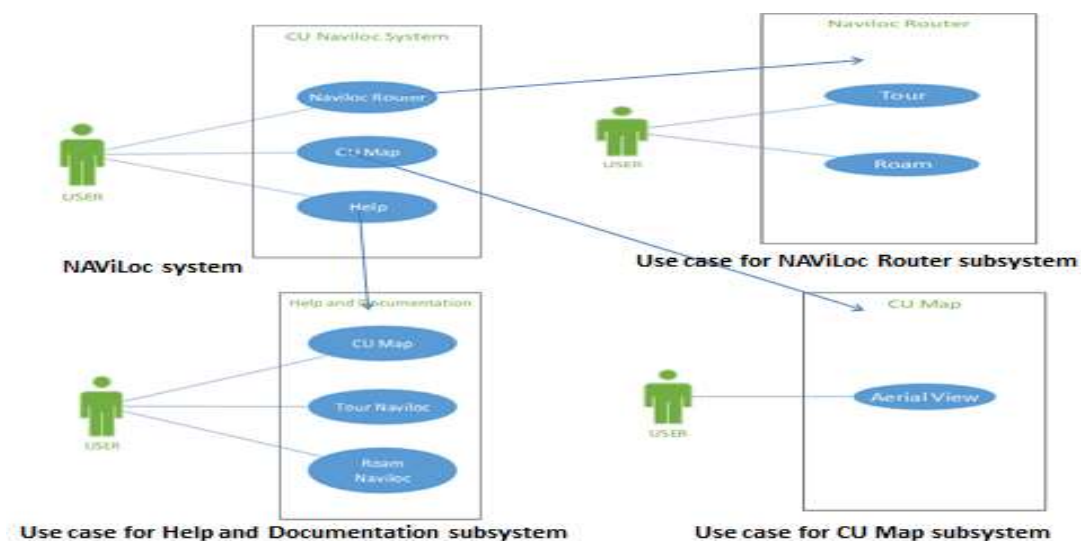 CU Naviloc System
Naviloc Router
CU Map
Help
USER
NAViLoc system
Naviloc Router
Tour
Roam
USER
Use case for NAViLoc Router subsystem
Help and Documentation
CU Map
Tour Naviloc
Roam
Naviloc
USER
Use case for Help and Documentation subsystem
CU Map
Aerial View
USER
Use case for CU Map subsystem